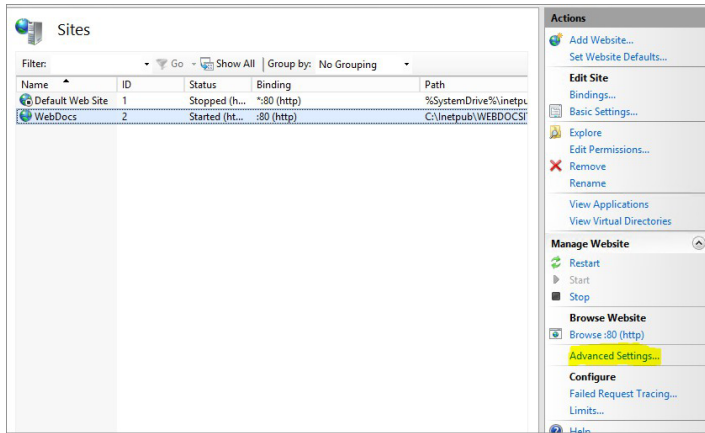 Sites
Filter: Go Show All Group by: No Grouping
Name ID Status Binding Path
Default Web Site 1 Stopped (h... *:80 (http) %SystemDrive%\inetpu
WebDocs 2 Started (ht... :80 (http) C:\Inetpub\WEBDOCSI
Actions
Add Website...
Set Website Defaults...
Edit Site
Bindings...
Basic Settings...
Explore
Edit Permissions...
Remove
Rename
View Applications
View Virtual Directories
Manage Website
Restart
Start
Stop
Browse Website
Browse :80 (http)
Advanced Settings...
Configure
Failed Request Tracing...
Limits...
Help